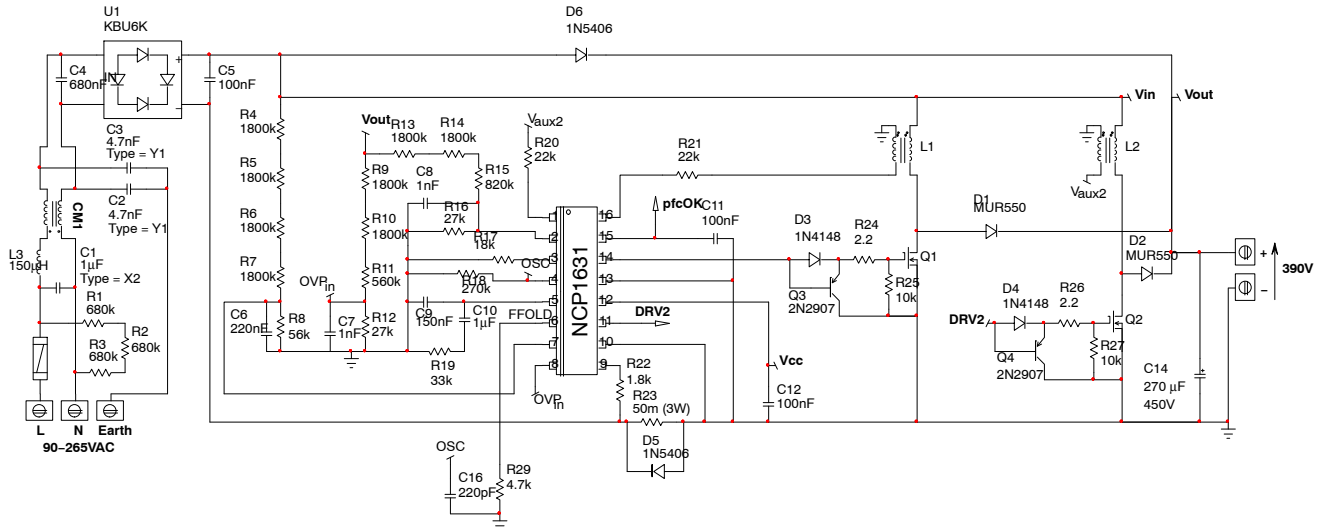 U1
KBU6K
D6
1N5406
C4
680nF
IN
+
−
C5
100nF
C3
4.7nF
Type = Y1
C2
4.7nF
Type = Y1
CM1
L3
150µH
C1
1µF
Type = X2
R1
680k
R2
680k
R3
680k
L
N
Earth
90−265VAC
R4
1800k
R5
1800k
R6
1800k
R7
1800k
C6
220nF
R8
56k
Vout
R13
1800k
R14
1800k
R9
1800k
R10
1800k
R11
560k
R12
27k
OVPin
C7
1nF
C8
1nF
R15
820k
R16
27k
R17
18k
R18
270k
OSC
C9
150nF
C10
1µF
R19
33k
FFOLD
Vaux2
R20
22k
R21
22k
NCP1631
1
2
3
4
5
6
7
8
16
15
14
13
12
11
10
9
OVPin
pfcOK
C11
100nF
DRV2
Vcc
C12
100nF
R22
1.8k
R23
50m (3W)
D5
1N5406
OSC
C16
220pF
R29
4.7k
D3
1N4148
R24
2.2
Q3
2N2907
R25
10k
Q1
L1
L2
Vaux2
Vin
Vout
D1
MUR550
D2
MUR550
DRV2
D4
1N4148
R26
2.2
Q4
2N2907
R27
10k
Q2
C14
270 µF
450V
+
+
−
390V